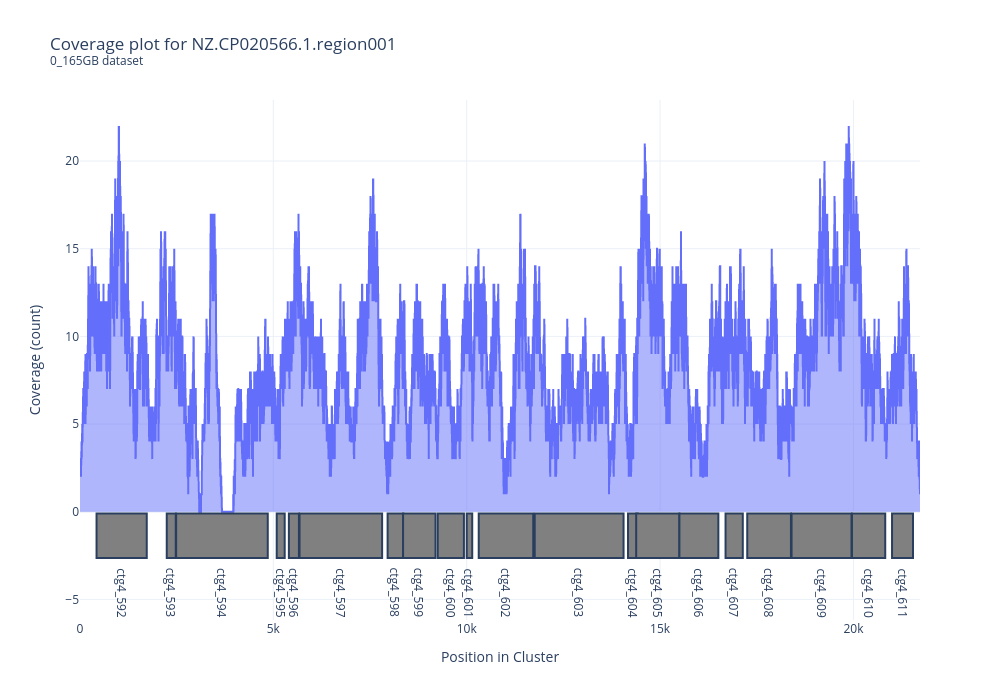 Coverage plot for NZ.CP020566.1.region001
0_165GB dataset
20
15
10
5
0
−5
Coverage (count)
ctg4_592
ctg4_593
ctg4_594
ctg4_595
ctg4_596
ctg4_597
ctg4_598
ctg4_599
ctg4_600
ctg4_601
ctg4_602
ctg4_603
ctg4_604
ctg4_605
ctg4_606
ctg4_607
ctg4_608
ctg4_609
ctg4_610
ctg4_611
0
5k
10k
15k
20k
Position in Cluster